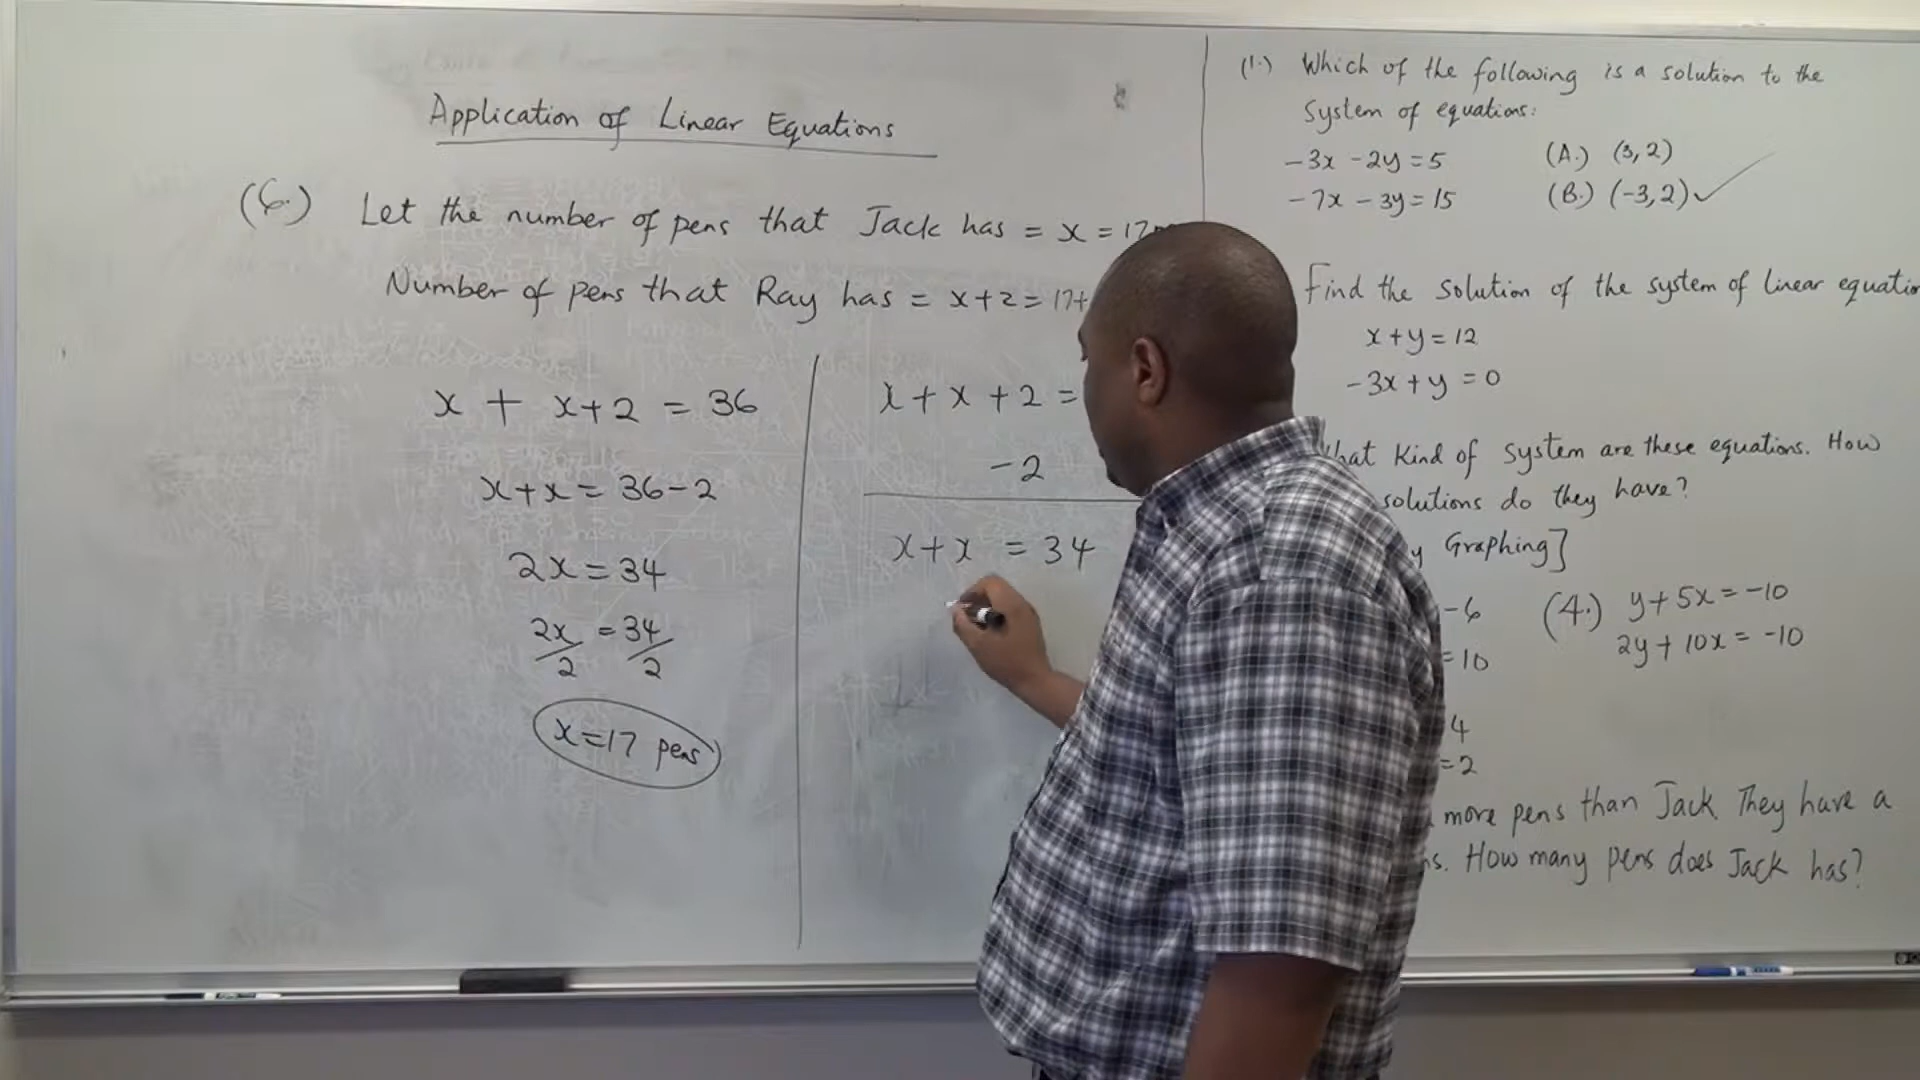 Application of Linear Equations
(6.) Let the number of pens that Jack has = x = 17
Number of pens that Ray has = x+2 = 17+
x + x+2 = 36
x+x = 36-2
2x = 34
2x/2 = 34/2
x=17 pens
x + x + 2 =
-2
x+x = 34
(1.) Which of the following is a solution to the
System of equations:
-3x -2y = 5 (A.) (3, 2)
-7x - 3y = 15 (B.) (-3, 2) ✓
Find the solution of the system of linear
x+y = 12
-3x + y = 0
Kind of System are these equations. How
solutions do they have?
Graphing]
-6 (4.) y + 5x = -10
=10 2y + 10x = -10
4
=2
more pens than Jack. They have a
How many pens does Jack has?